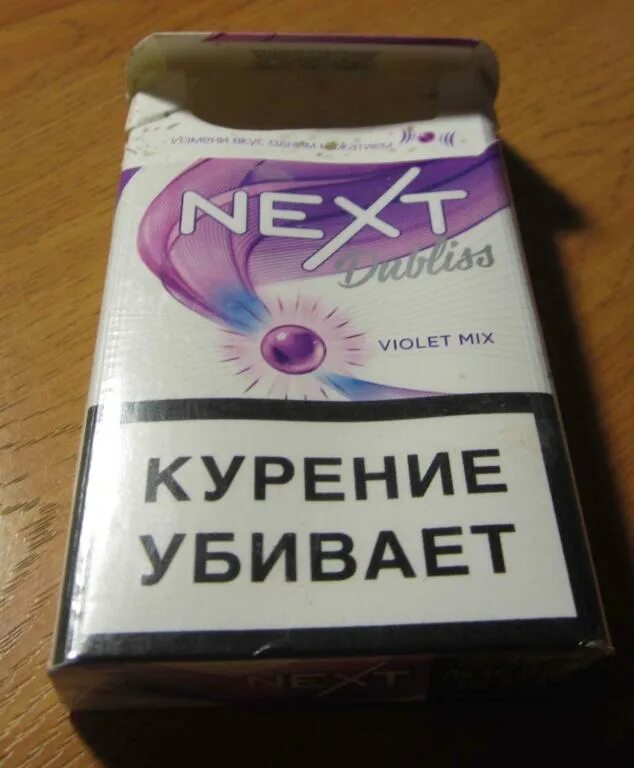 Измени вкус одним нажатием
NEXT
Dubliss
VIOLET MIX
КУРЕНИЕ
УБИВАЕТ
NEXT